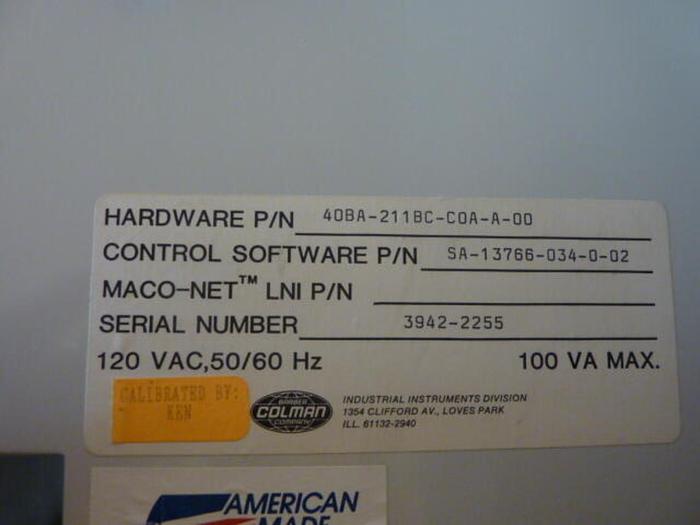 HARDWARE P/N 40BA-211BC-C0A-A-00
CONTROL SOFTWARE P/N SA-13766-034-0-02
MACO-NET™ LNI P/N
SERIAL NUMBER 3942-2255
120 VAC,50/60 Hz 100 VA MAX.
CALIBRATED BY:
KEN
BARBER
COLMAN
COMPANY
INDUSTRIAL INSTRUMENTS DIVISION
1354 CLIFFORD AV., LOVES PARK
ILL. 61132-2940
AMERICAN
MADE